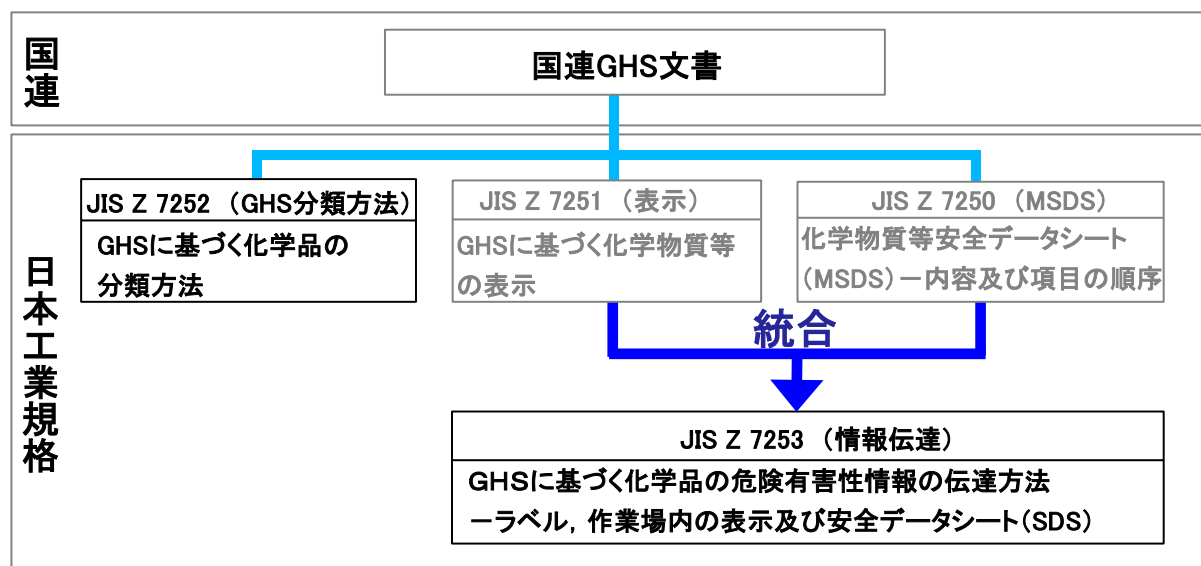 国連
国連GHS文書
日本工業規格
JIS Z 7252 （GHS分類方法）
GHSに基づく化学品の
分類方法
JIS Z 7251 （表示）
GHSに基づく化学物質等
の表示
JIS Z 7250 （MSDS）
化学物質等安全データシート
（MSDS）－内容及び項目の順序
統合
JIS Z 7253 （情報伝達）
GHSに基づく化学品の危険有害性情報の伝達方法
－ラベル，作業場内の表示及び安全データシート（SDS）